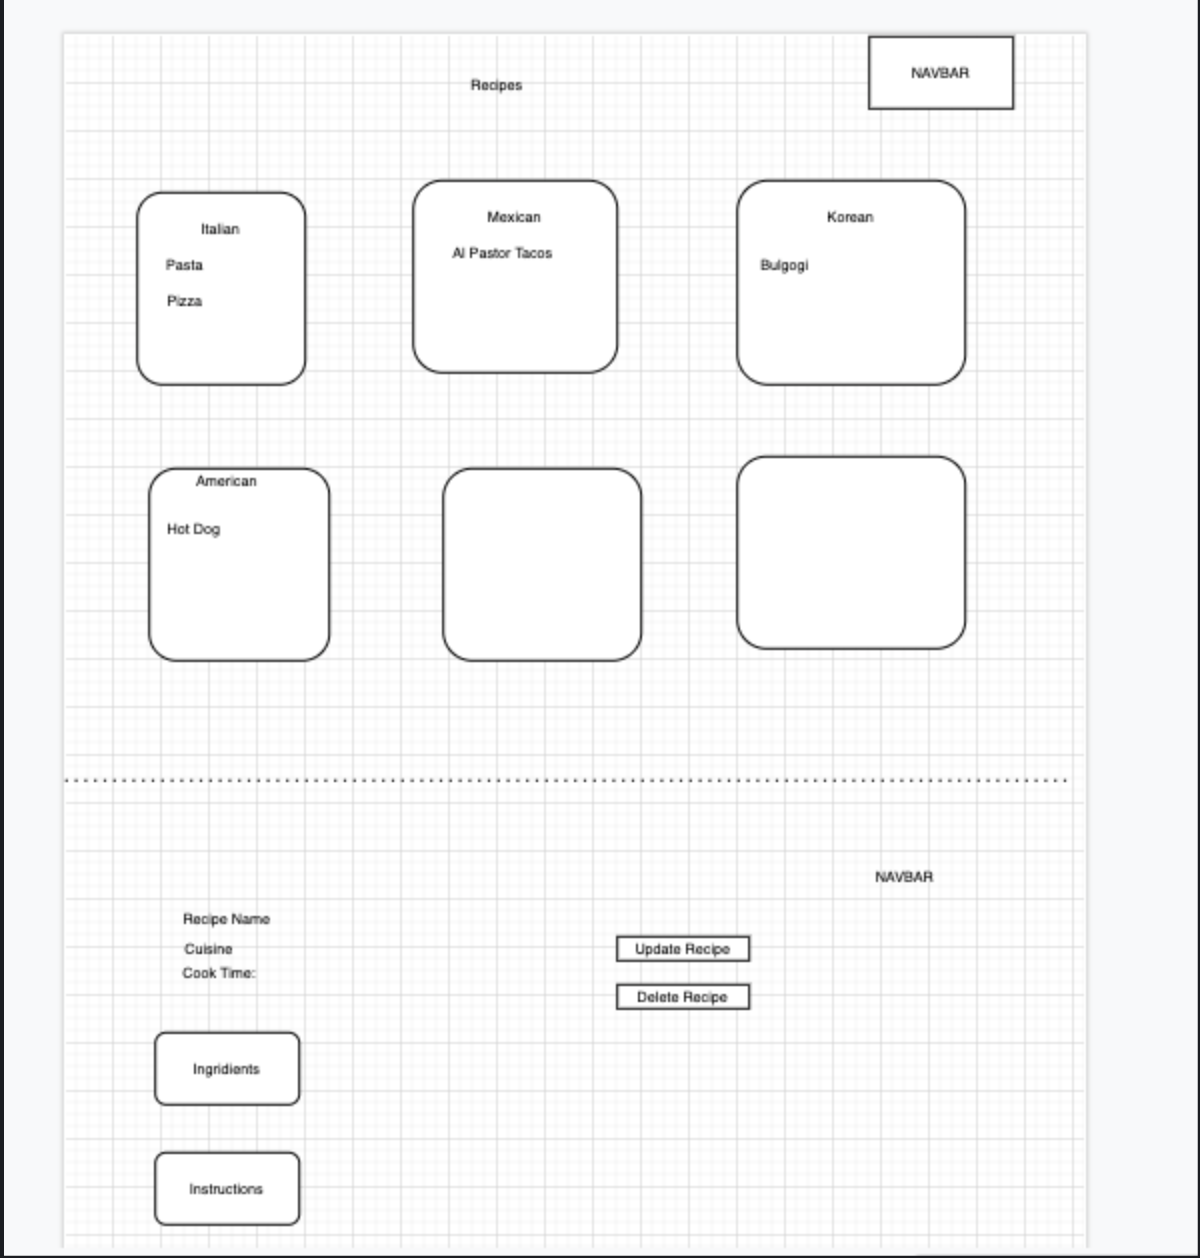 Recipes
NAVBAR
Italian
Pasta
Pizza
Mexican
Al Pastor Tacos
Korean
Bulgogi
American
Hot Dog
NAVBAR
Recipe Name
Cuisine
Cook Time:
Update Recipe
Delete Recipe
Ingridients
Instructions